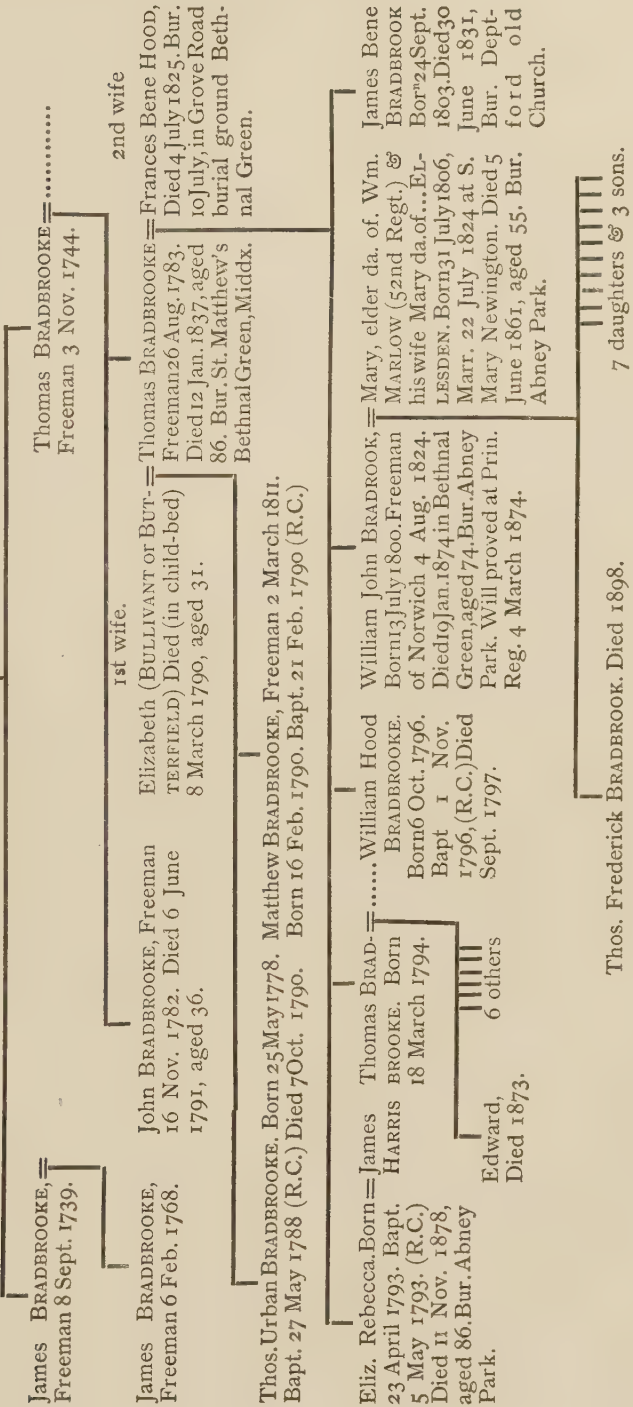 James BRADBROOKE,=
Freeman 8 Sept. 1739.
Thomas BRADBROOKE=............
Freeman 3 Nov. 1744.
James BRADBROOKE,
Freeman 6 Feb. 1768.
John BRADBROOKE, Freeman
16 Nov. 1782. Died 6 June
1791, aged 36.
1st wife.
Elizabeth (BULLIVANT or BUT-
TERFIELD) Died (in child-bed)
8 March 1790, aged 31.
=Thomas BRADBROOKE=
Freeman 26 Aug. 1783.
Died 12 Jan. 1837, aged
86. Bur. St. Matthew's
Bethnal Green, Middx.
2nd wife
Frances Bene HOOD,
Died 4 July 1825. Bur.
10 July, in Grove Road
burial ground Beth-
nal Green.
Thos. Urban BRADBROOKE. Born 25 May 1778.
Bapt. 27 May 1788 (R.C.) Died 7 Oct. 1790.
Matthew BRADBROOKE, Freeman 2 March 1811.
Born 16 Feb. 1790. Bapt. 21 Feb. 1790 (R.C.)
Eliz. Rebecca. Born=
23 April 1793. Bapt.
5 May 1793. (R.C.)
Died 11 Nov. 1878,
aged 86. Bur. Abney
Park.
James
HARRIS
Thomas BRAD-=......
BROOKE. Born
18 March 1794.
William Hood
BRADBROOKE.
Born 6 Oct. 1796.
Bapt 1 Nov.
1796, (R.C.) Died
Sept. 1797.
William John BRADROOK,=
Born 13 July 1800. Freeman
of Norwich 4 Aug. 1824.
Died 19 Jan. 1874 in Bethnal
Green, aged 74. Bur. Abney
Park. Will proved at Prin.
Reg. 4 March 1874.
Mary, elder da. of. Wm.
MARLOW (52nd Regt.) &
his wife Mary da. of...EL-
LESDEN. Born 31 July 1806,
Marr. 22 July 1824 at S.
Mary Newington. Died 5
June 1861, aged 55. Bur.
Abney Park.
James Bene
BRADBROOK
Born 24 Sept.
1803. Died 30
June 1831,
Bur. Dept-
ford old
Church.
Edward,
Died 1873.
6 others
Thos. Frederick BRADBROOK. Died 1898.
7 daughters & 3 sons.